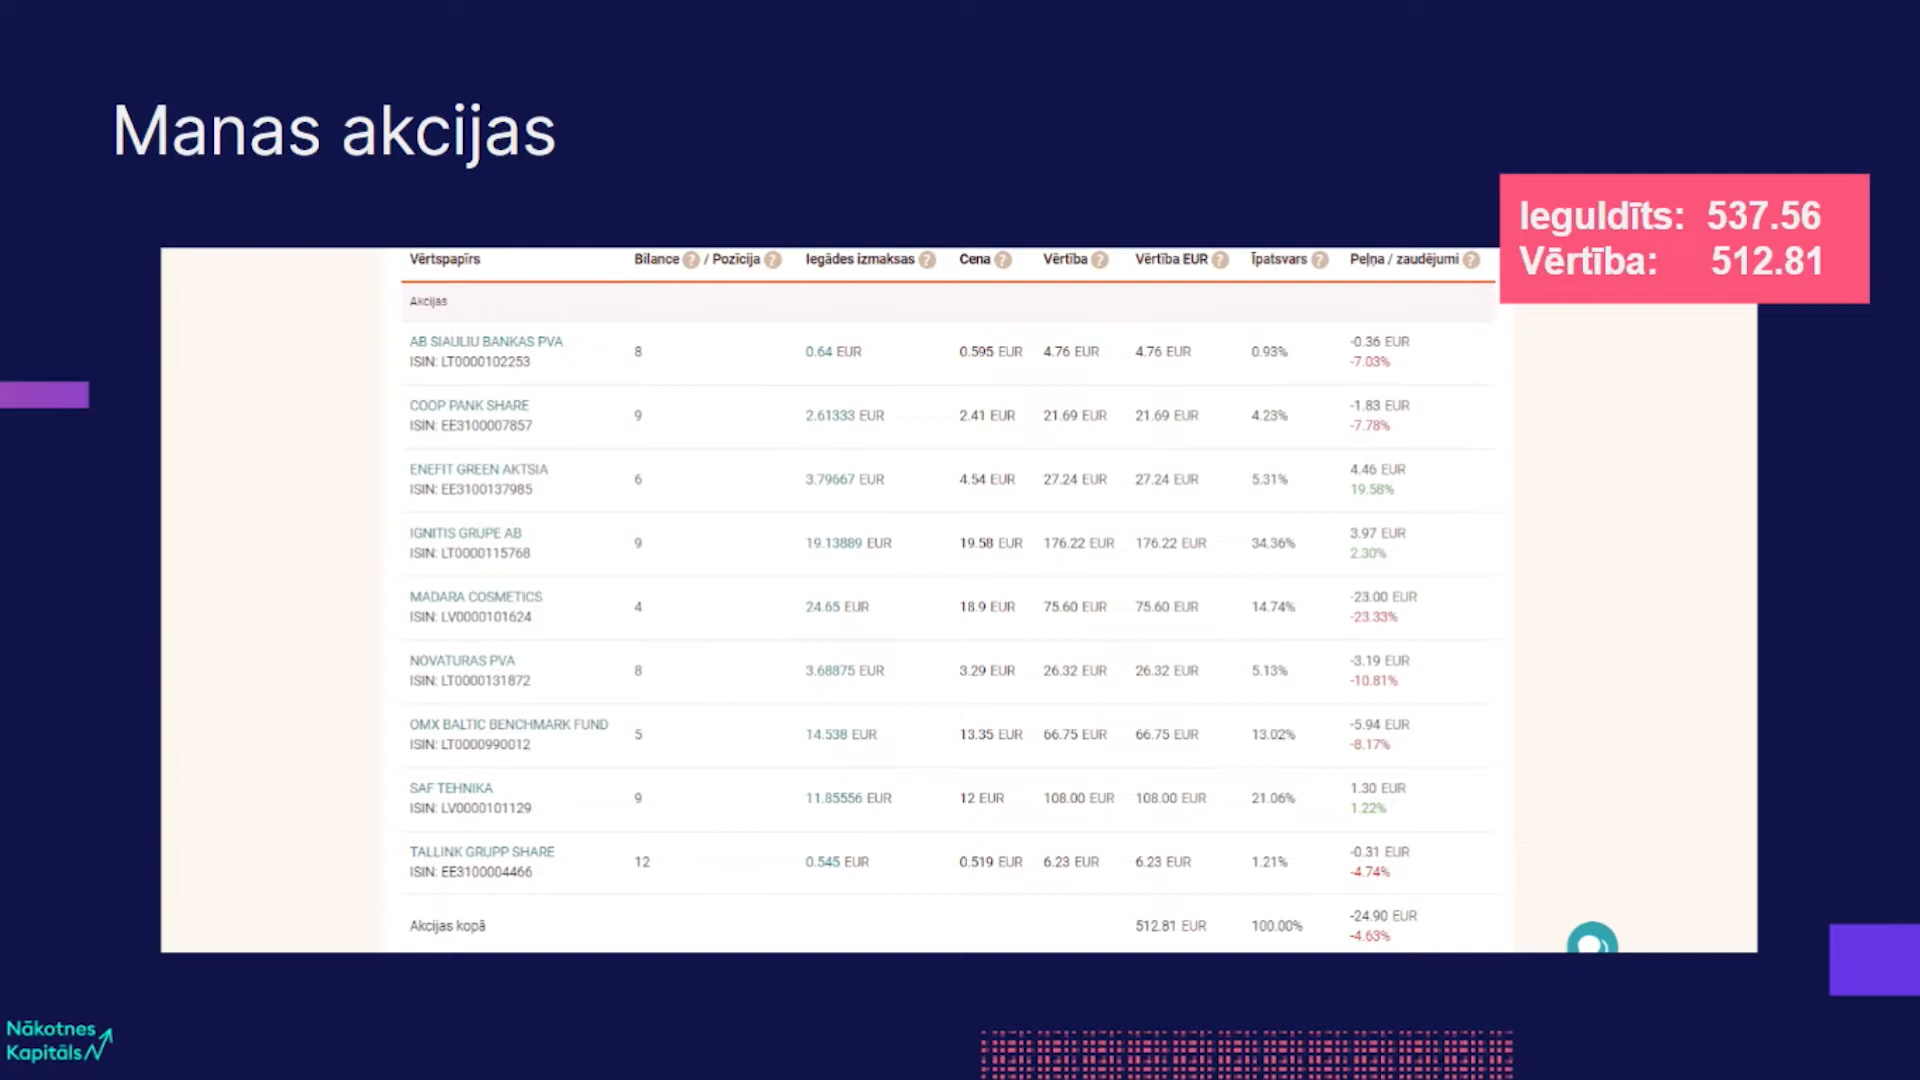 Manas akcijas
Ieguldīts: 537.56
Vērtība: 512.81
Vērtspapīrs Bilance ? / Pozīcija ? Iegādes izmaksas ? Cena ? Vērtība ? Vērtība EUR ? Īpatsvars ? Peļņa / zaudējumi ?
Akcijas
AB SIAULIU BANKAS PVA 8 0.64 EUR 0.595 EUR 4.76 EUR 4.76 EUR 0.93% -0.36 EUR
ISIN: LT0000102253 -7.03%
COOP PANK SHARE 9 2.61333 EUR 2.41 EUR 21.69 EUR 21.69 EUR 4.23% -1.83 EUR
ISIN: EE3100007857 -7.78%
ENEFIT GREEN AKTSIA 6 3.79667 EUR 4.54 EUR 27.24 EUR 27.24 EUR 5.31% 4.46 EUR
ISIN: EE3100137985 19.58%
IGNITIS GRUPE AB 9 19.13889 EUR 19.58 EUR 176.22 EUR 176.22 EUR 34.36% 3.97 EUR
ISIN: LT0000115768 2.30%
MADARA COSMETICS 4 24.65 EUR 18.9 EUR 75.60 EUR 75.60 EUR 14.74% -23.00 EUR
ISIN: LV0000101624 -23.33%
NOVATURAS PVA 8 3.68875 EUR 3.29 EUR 26.32 EUR 26.32 EUR 5.13% -3.19 EUR
ISIN: LT0000131872 -10.81%
OMX BALTIC BENCHMARK FUND 5 14.538 EUR 13.35 EUR 66.75 EUR 66.75 EUR 13.02% -5.94 EUR
ISIN: LT0000990012 -8.17%
SAF TEHNIKA 9 11.85556 EUR 12 EUR 108.00 EUR 108.00 EUR 21.06% 1.30 EUR
ISIN: LV0000101129 1.22%
TALLINK GRUPP SHARE 12 0.545 EUR 0.519 EUR 6.23 EUR 6.23 EUR 1.21% -0.31 EUR
ISIN: EE3100004466 -4.74%
Akcijas kopā 512.81 EUR 100.00% -24.90 EUR
-4.63%
Nākotnes
Kapitāls